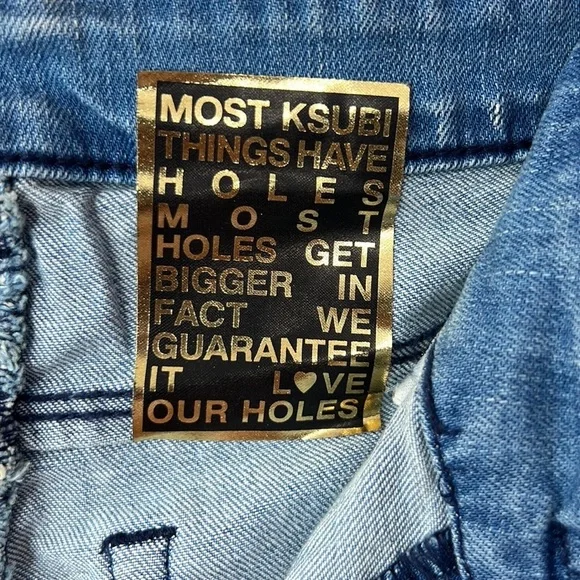 MOST KSUBI
THINGS HAVE
HOLES
MOST
HOLES GET
BIGGER IN
FACT WE
GUARANTEE
IT L♥VE
OUR HOLES